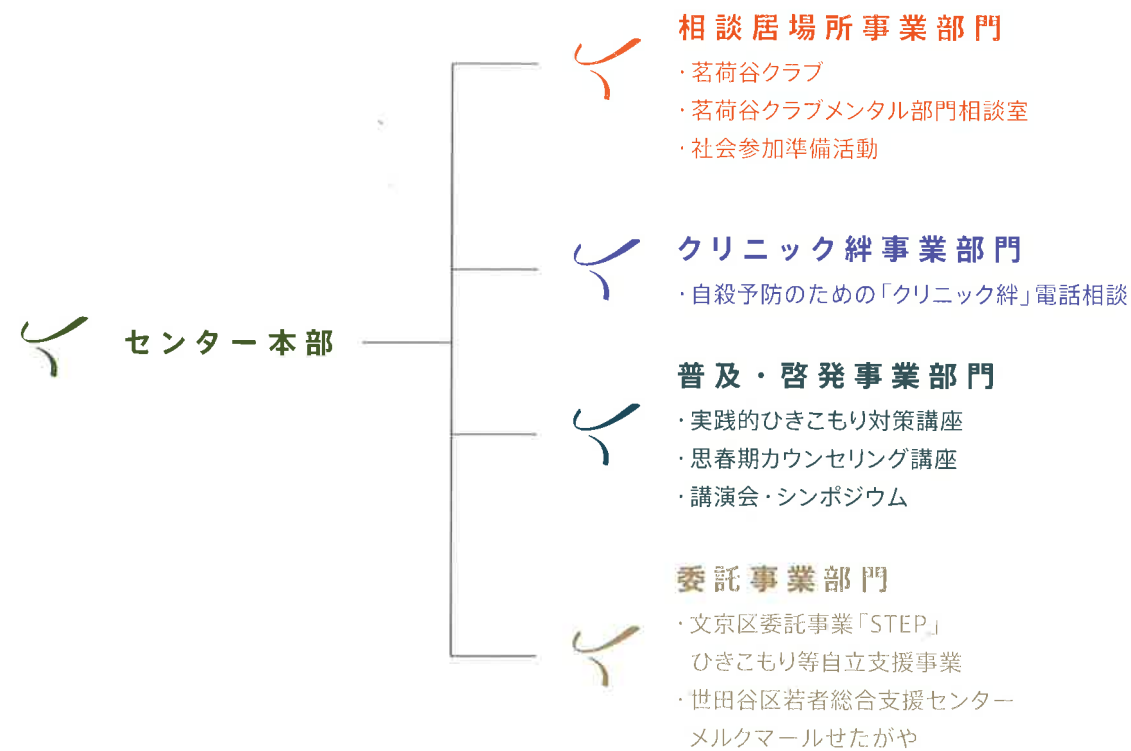 相談居場所事業部門
・茗荷谷クラブ
・茗荷谷クラブメンタル部門相談室
・社会参加準備活動
クリニック絆事業部門
・自殺予防のための「クリニック絆」電話相談
センター本部
普及・啓発事業部門
・実践的ひきこもり対策講座
・思春期カウンセリング講座
・講演会・シンポジウム
委託事業部門
・文京区委託事業「STEP」
ひきこもり等自立支援事業
・世田谷区若者総合支援センター
メルクマールせたがや